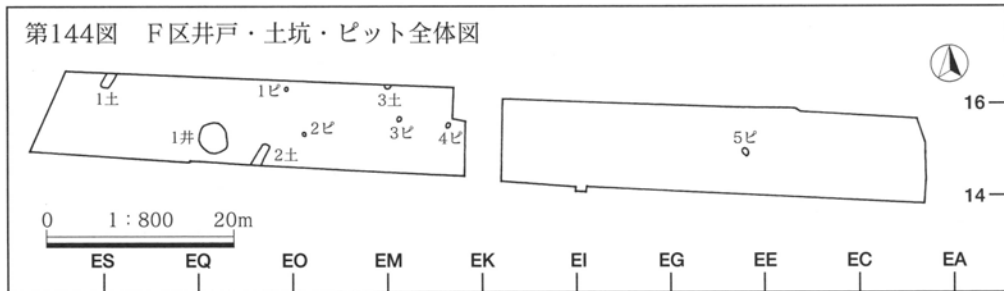 第144図　F区井戸・土坑・ピット全体図
1土
1ピ
3土
16
1井
2ピ
3ピ
4ピ
5ピ
2土
14
0　1：800　20m
ES EQ EO EM EK EI EG EE EC EA